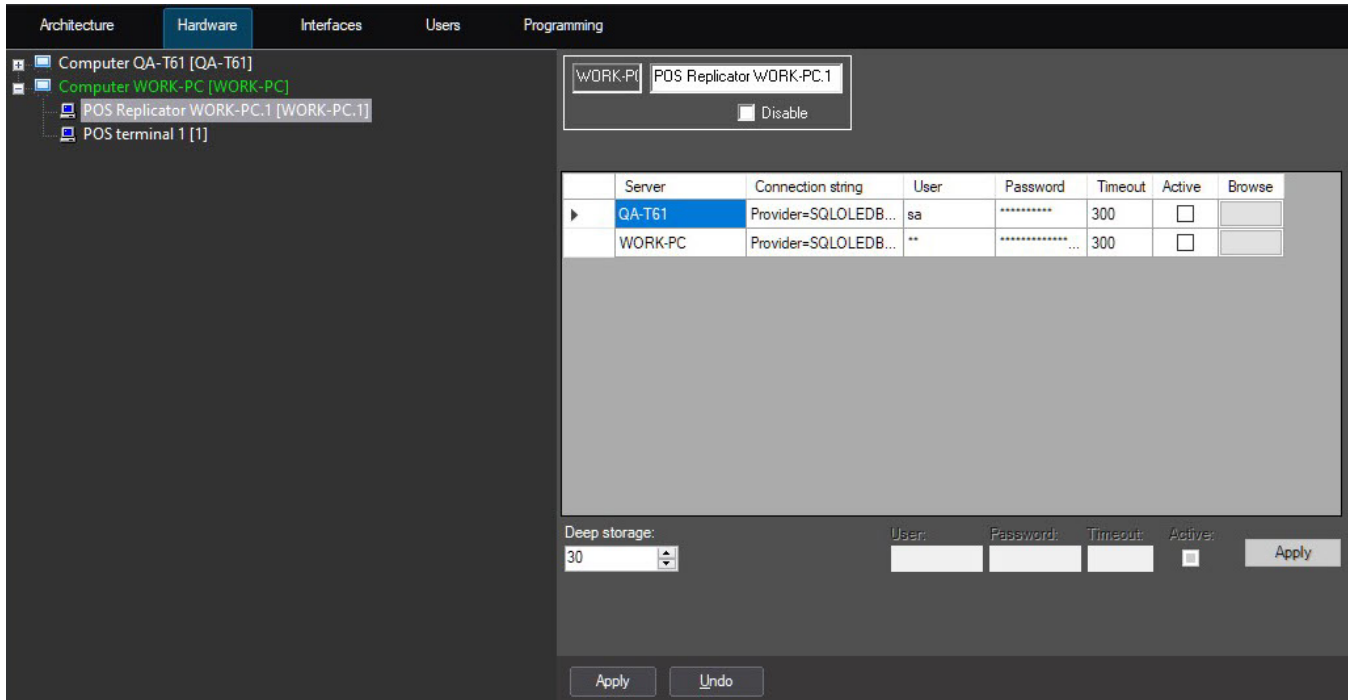 Architecture Hardware Interfaces Users Programming
Computer QA-T61 [QA-T61]
Computer WORK-PC [WORK-PC]
POS Replicator WORK-PC.1 [WORK-PC.1]
POS terminal 1 [1]
WORK-P( POS Replicator WORK-PC.1
Disable
Server Connection string User Password Timeout Active Browse
QA-T61 Provider=SQLOLEDB... sa ********** 300
WORK-PC Provider=SQLOLEDB... ** *************... 300
Deep storage: User: Password: Timeout: Active:
30 Apply
Apply Undo